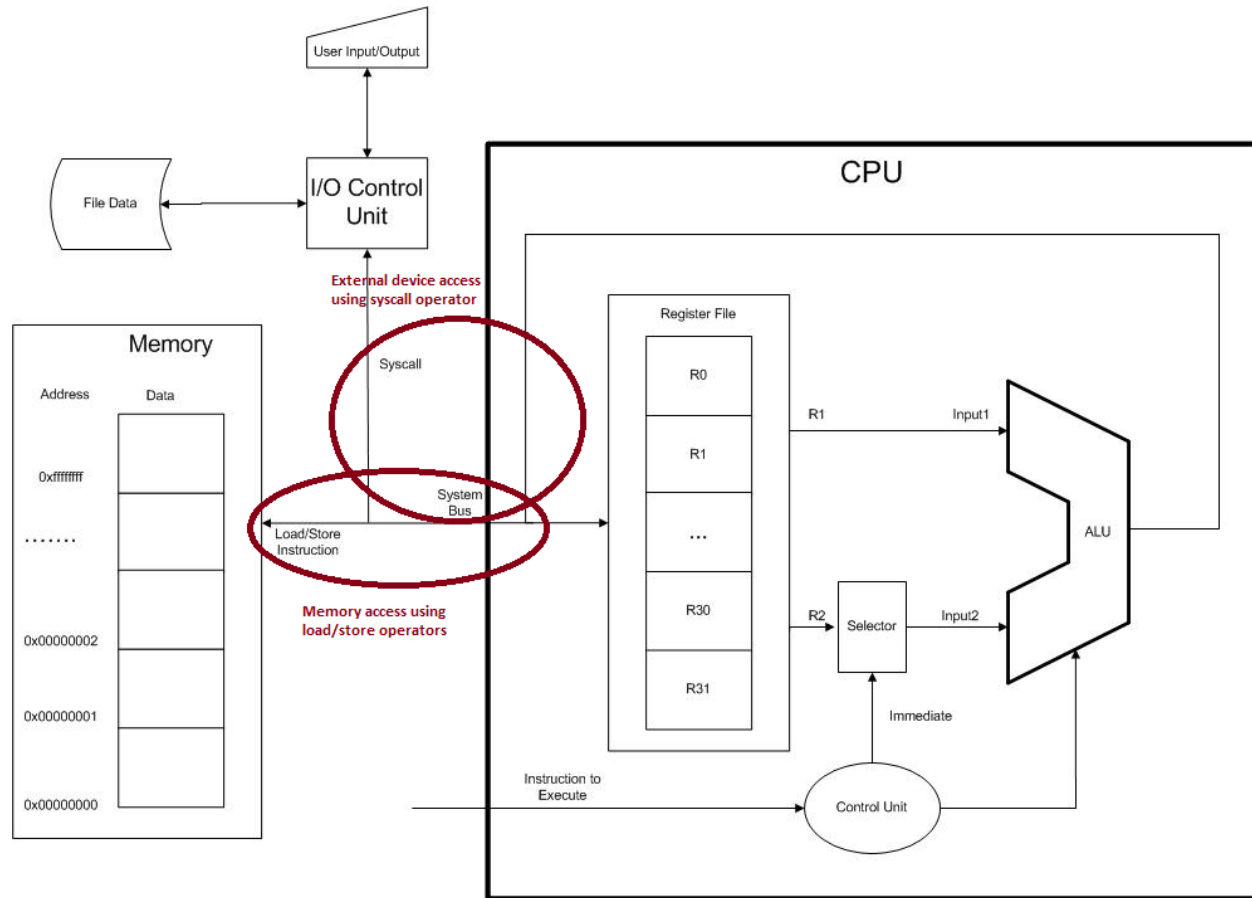 User Input/Output
CPU
I/O Control
Unit
File Data
External device access
using syscall operator
Register File
Memory
Syscall
R0
Address
Data
R1
Input1
R1
0xffffffff
System
Bus
.......
Load/Store
Instruction
...
ALU
Memory access using
load/store operators
R30
R2
Selector
Input2
0x00000002
R31
0x00000001
Immediate
Instruction to
Execute
0x00000000
Control Unit